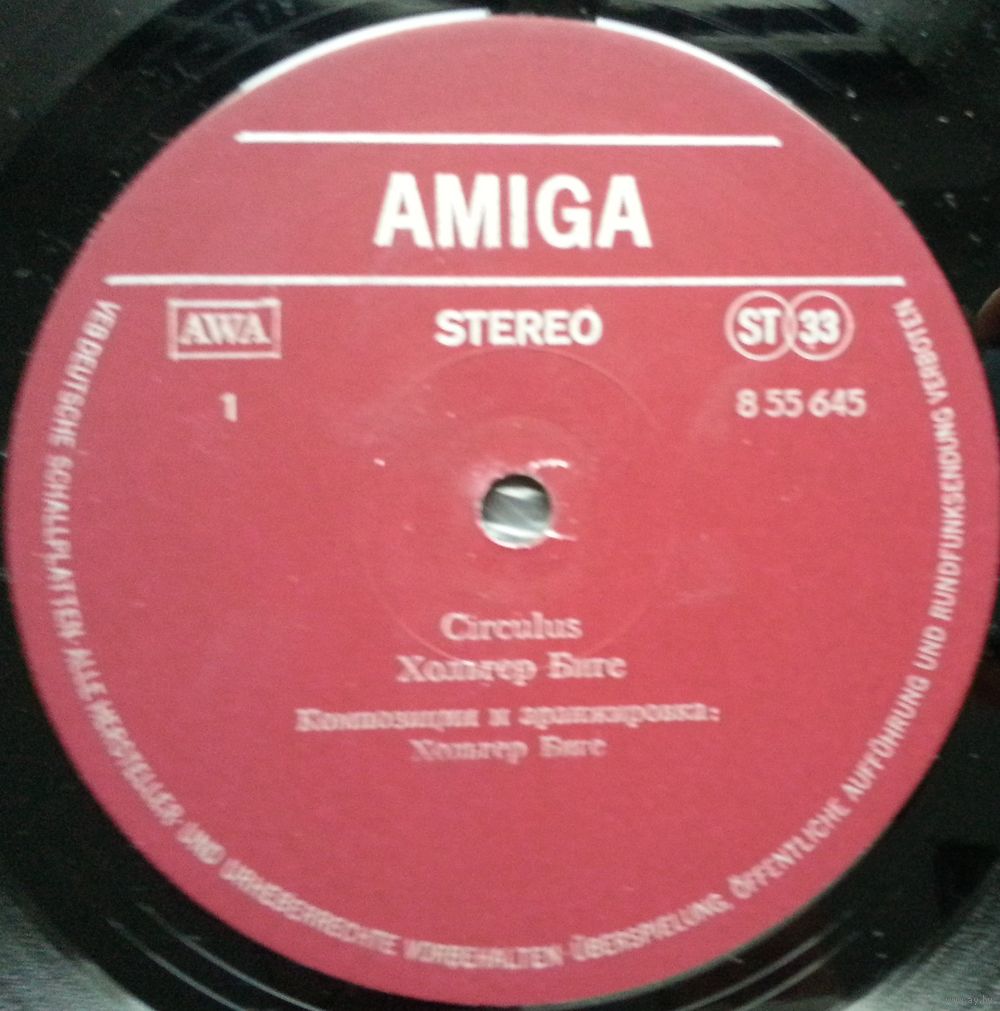 AMIGA
AWA
STEREO
ST 33
1
8 55 645
Circulus
Хольгер Биге
Композиция и аранжировка:
Хольгер Биге
VEB DEUTSCHE SCHALLPLATTEN · ALLE HERSTELLER- UND URHEBERRECHTE VORBEHALTEN · ÜBERSPIELUNG, ÖFFENTLICHE AUFFÜHRUNG UND RUNDFUNKSENDUNG VERBOTEN